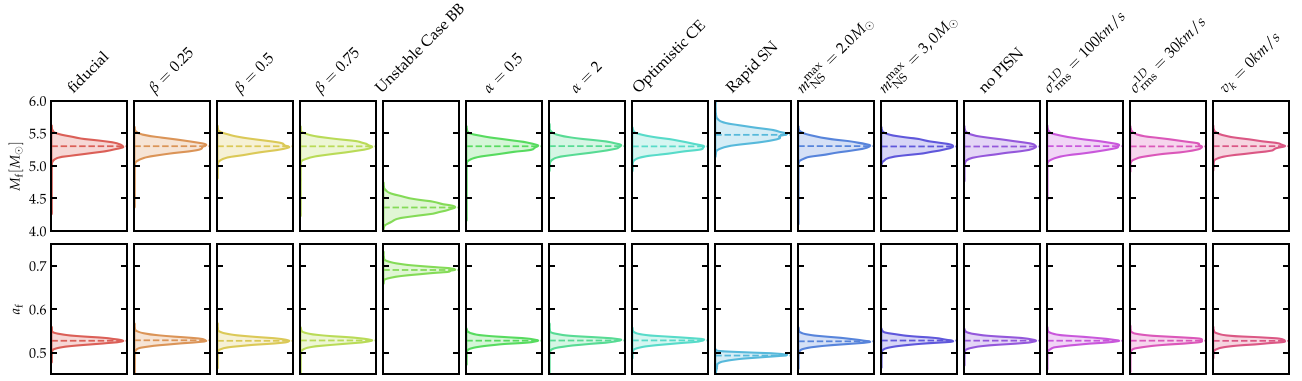 fiducial
β = 0.25
β = 0.5
β = 0.75
Unstable Case BB
α = 0.5
α = 2
Optimistic CE
Rapid SN
m_NS^max = 2.0M_⊙
m_NS^max = 3,0M_⊙
no PISN
σ_rms^1D = 100km/s
σ_rms^1D = 30km/s
v_k = 0km/s
M_f[M_⊙]
6.0
5.5
5.0
4.5
4.0
a_f
0.7
0.6
0.5